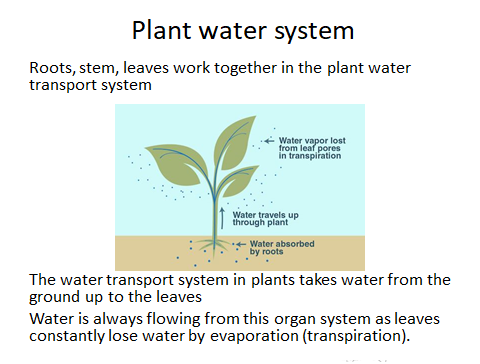 Plant water system
Roots, stem, leaves work together in the plant water
transport system
Water vapor lost
from leaf pores
in transpiration
Water travels up
through plant
Water absorbed
by roots
The water transport system in plants takes water from the
ground up to the leaves
Water is always flowing from this organ system as leaves
constantly lose water by evaporation (transpiration).